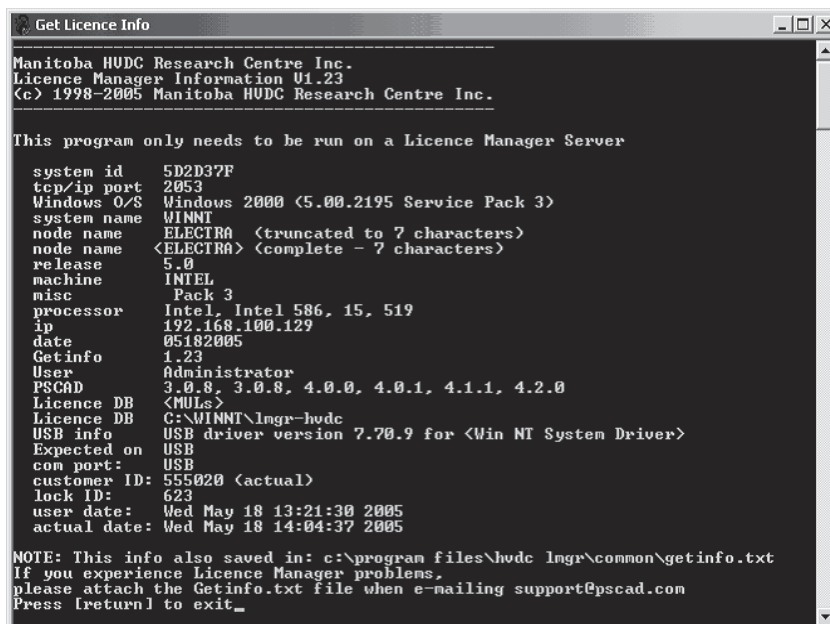 Get Licence Info
--------------------------------------------------
Manitoba HVDC Research Centre Inc.
Licence Manager Information V1.23
(c) 1998-2005 Manitoba HVDC Research Centre Inc.
--------------------------------------------------
This program only needs to be run on a Licence Manager Server
system id 5D2D37F
tcp/ip port 2053
Windows O/S Windows 2000 (5.00.2195 Service Pack 3)
system name WINNT
node name ELECTRA (truncated to 7 characters)
node name <ELECTRA> (complete - 7 characters)
release 5.0
machine INTEL
misc Pack 3
processor Intel, Intel 586, 15, 519
ip 192.168.100.129
date 05182005
Getinfo 1.23
User Administrator
PSCAD 3.0.8, 3.0.8, 4.0.0, 4.0.1, 4.1.1, 4.2.0
Licence DB <MULs>
Licence DB C:\WINNT\lmgr-hvdc
USB info USB driver version 7.70.9 for <Win NT System Driver>
Expected on USB
com port: USB
customer ID: 555020 (actual)
lock ID: 623
user date: Wed May 18 13:21:30 2005
actual date: Wed May 18 14:04:37 2005
NOTE: This info also saved in: c:\program files\hvdc lmgr\common\getinfo.txt
If you experience Licence Manager problems,
please attach the Getinfo.txt file when e-mailing support@pscad.com
Press [return] to exit_